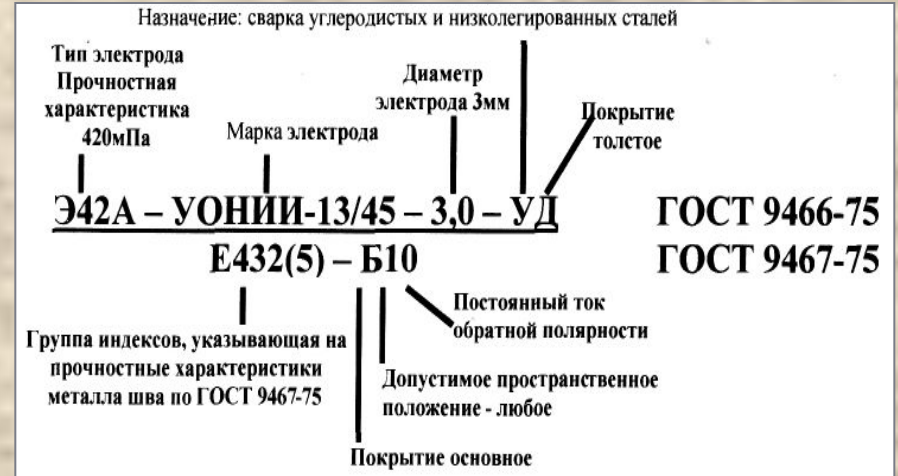 Назначение: сварка углеродистых и низколегированных сталей
Тип электрода
Прочностная
характеристика
420мПа
Марка электрода
Диаметр
электрода 3мм
Покрытие
толстое
Э42А – УОНИИ-13/45 – 3,0 – УД
ГОСТ 9466-75
Е432(5) – Б10
ГОСТ 9467-75
Группа индексов, указывающая на
прочностные характеристики
металла шва по ГОСТ 9467-75
Постоянный ток
обратной полярности
Допустимое пространственное
положение - любое
Покрытие основное